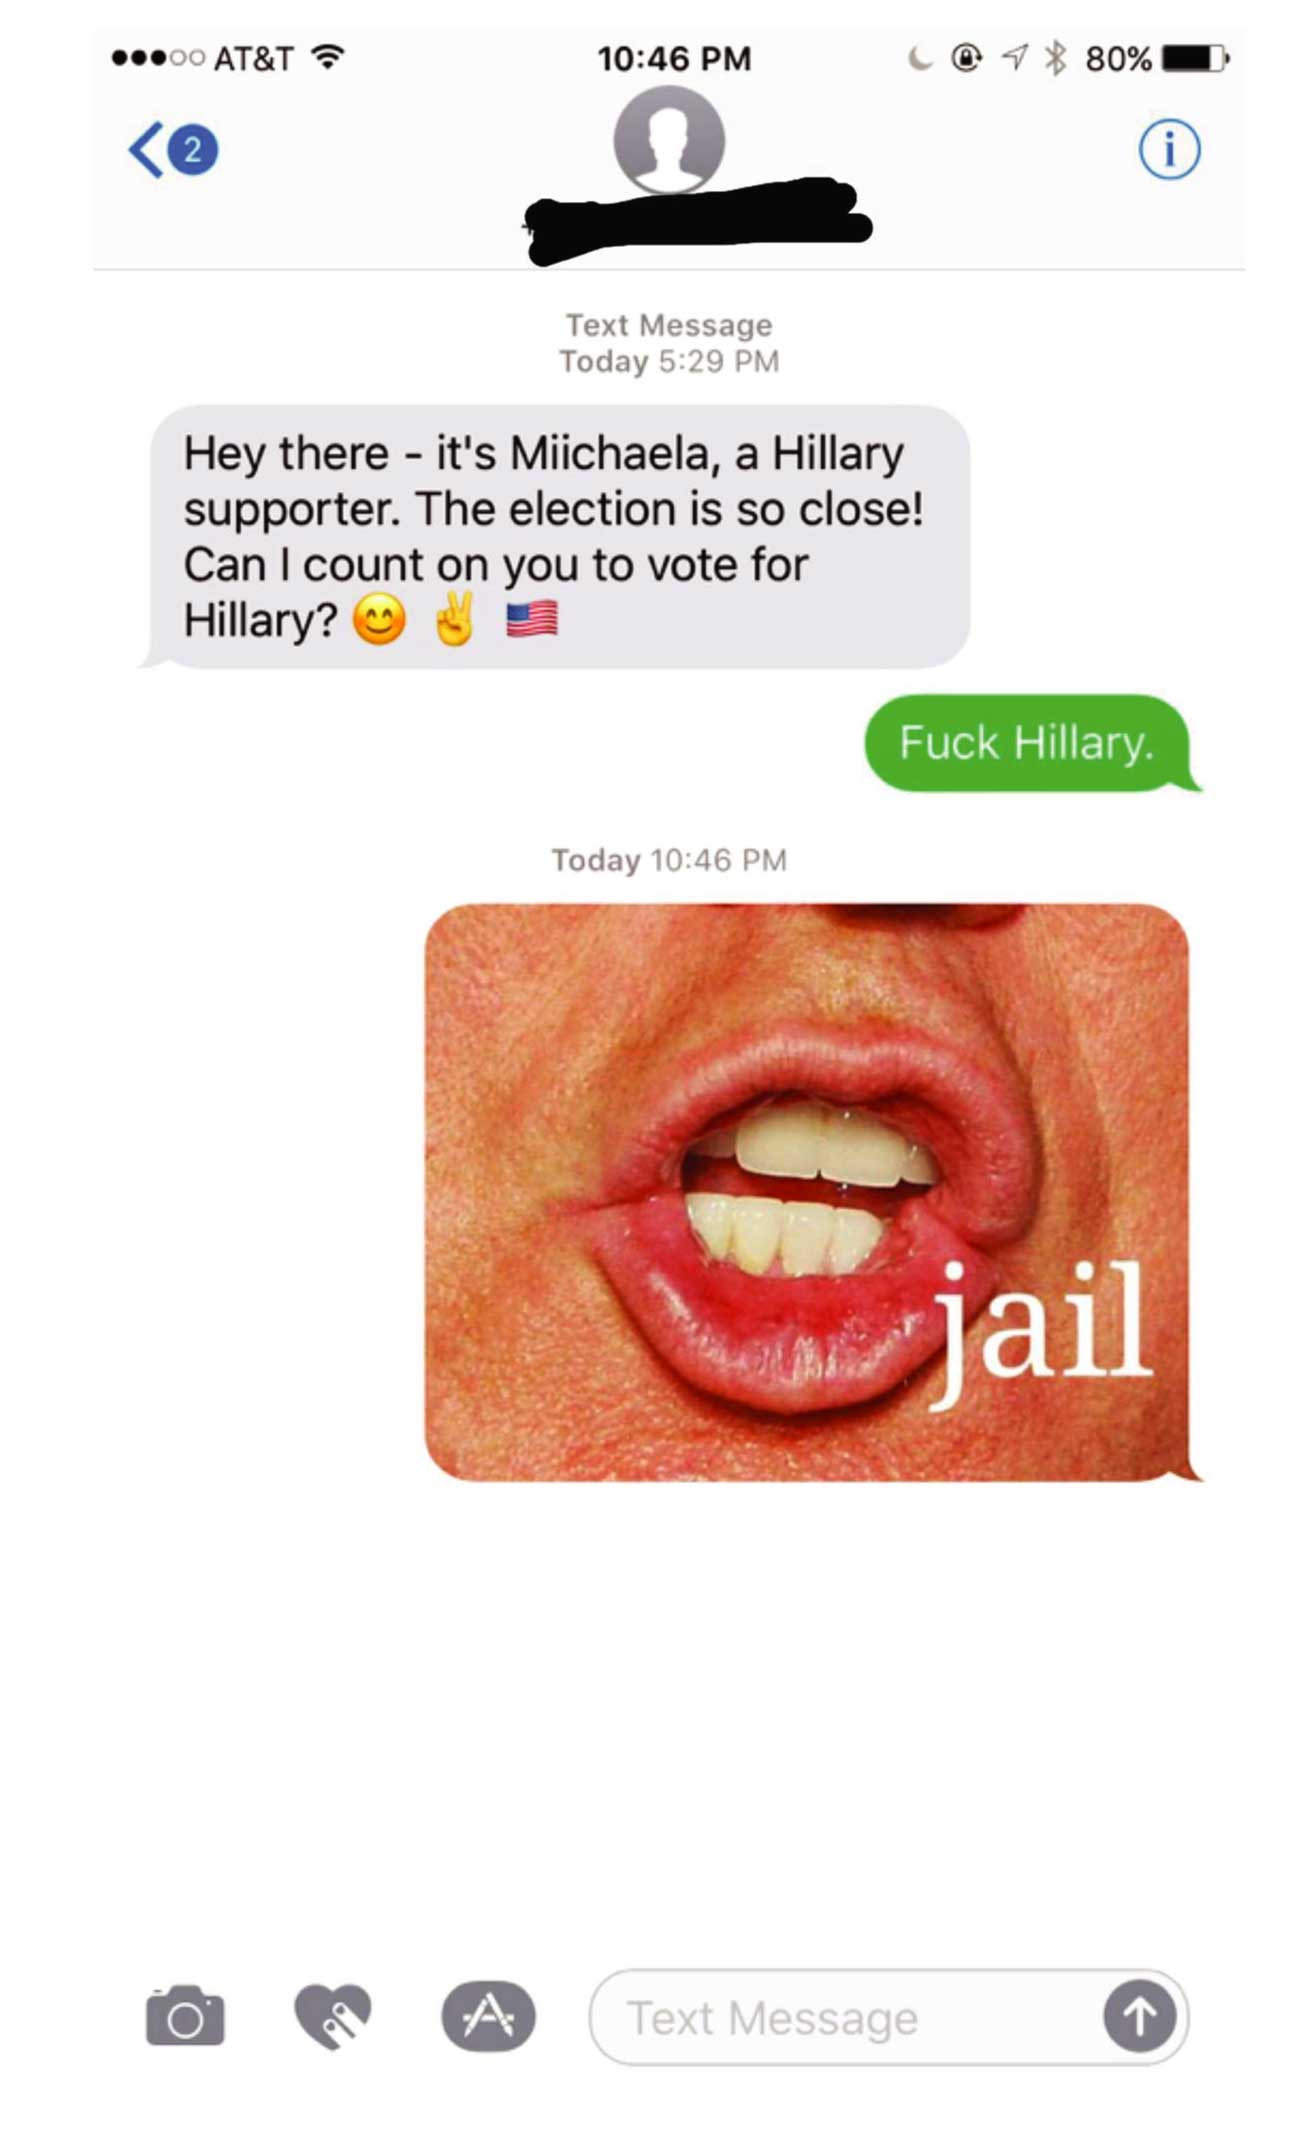 AT&T 10:46 PM 80%
2
Text Message
Today 5:29 PM
Hey there - it's Miichaela, a Hillary
supporter. The election is so close!
Can I count on you to vote for
Hillary? 😊 ✌️ 🇺🇸
Fuck Hillary.
Today 10:46 PM
jail
Text Message